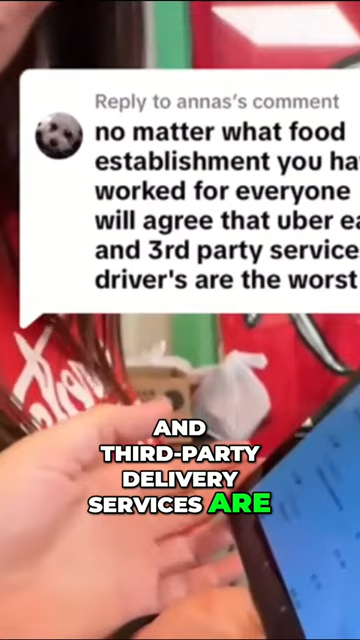 Reply to annas's comment
no matter what food
establishment you ha
worked for everyone
will agree that uber ea
and 3rd party service
driver's are the worst
AND
THIRD-PARTY
DELIVERY
SERVICES ARE